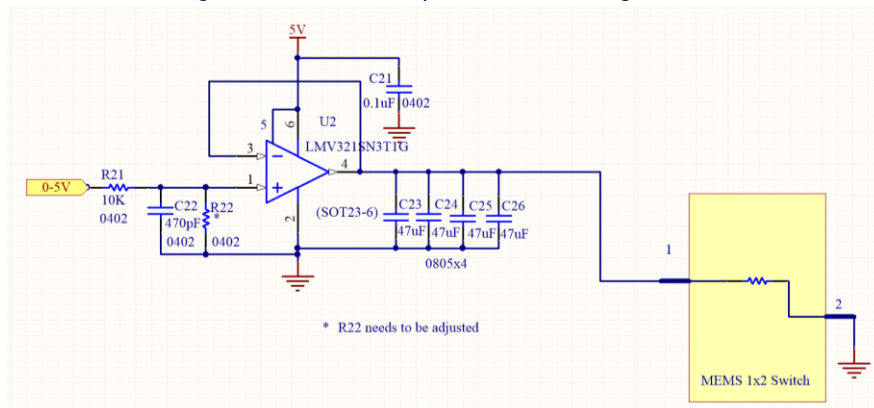 5V
C21
0.1uF 0402
U2
5
6
LMV321SN3T1G
3
4
1
2
0-5V
R21
10K
0402
C22
470pF
0402
R22
*
0402
(SOT23-6)
C23
47uF
C24
47uF
C25
47uF
C26
47uF
0805x4
* R22 needs to be adjusted
1
2
MEMS 1x2 Switch